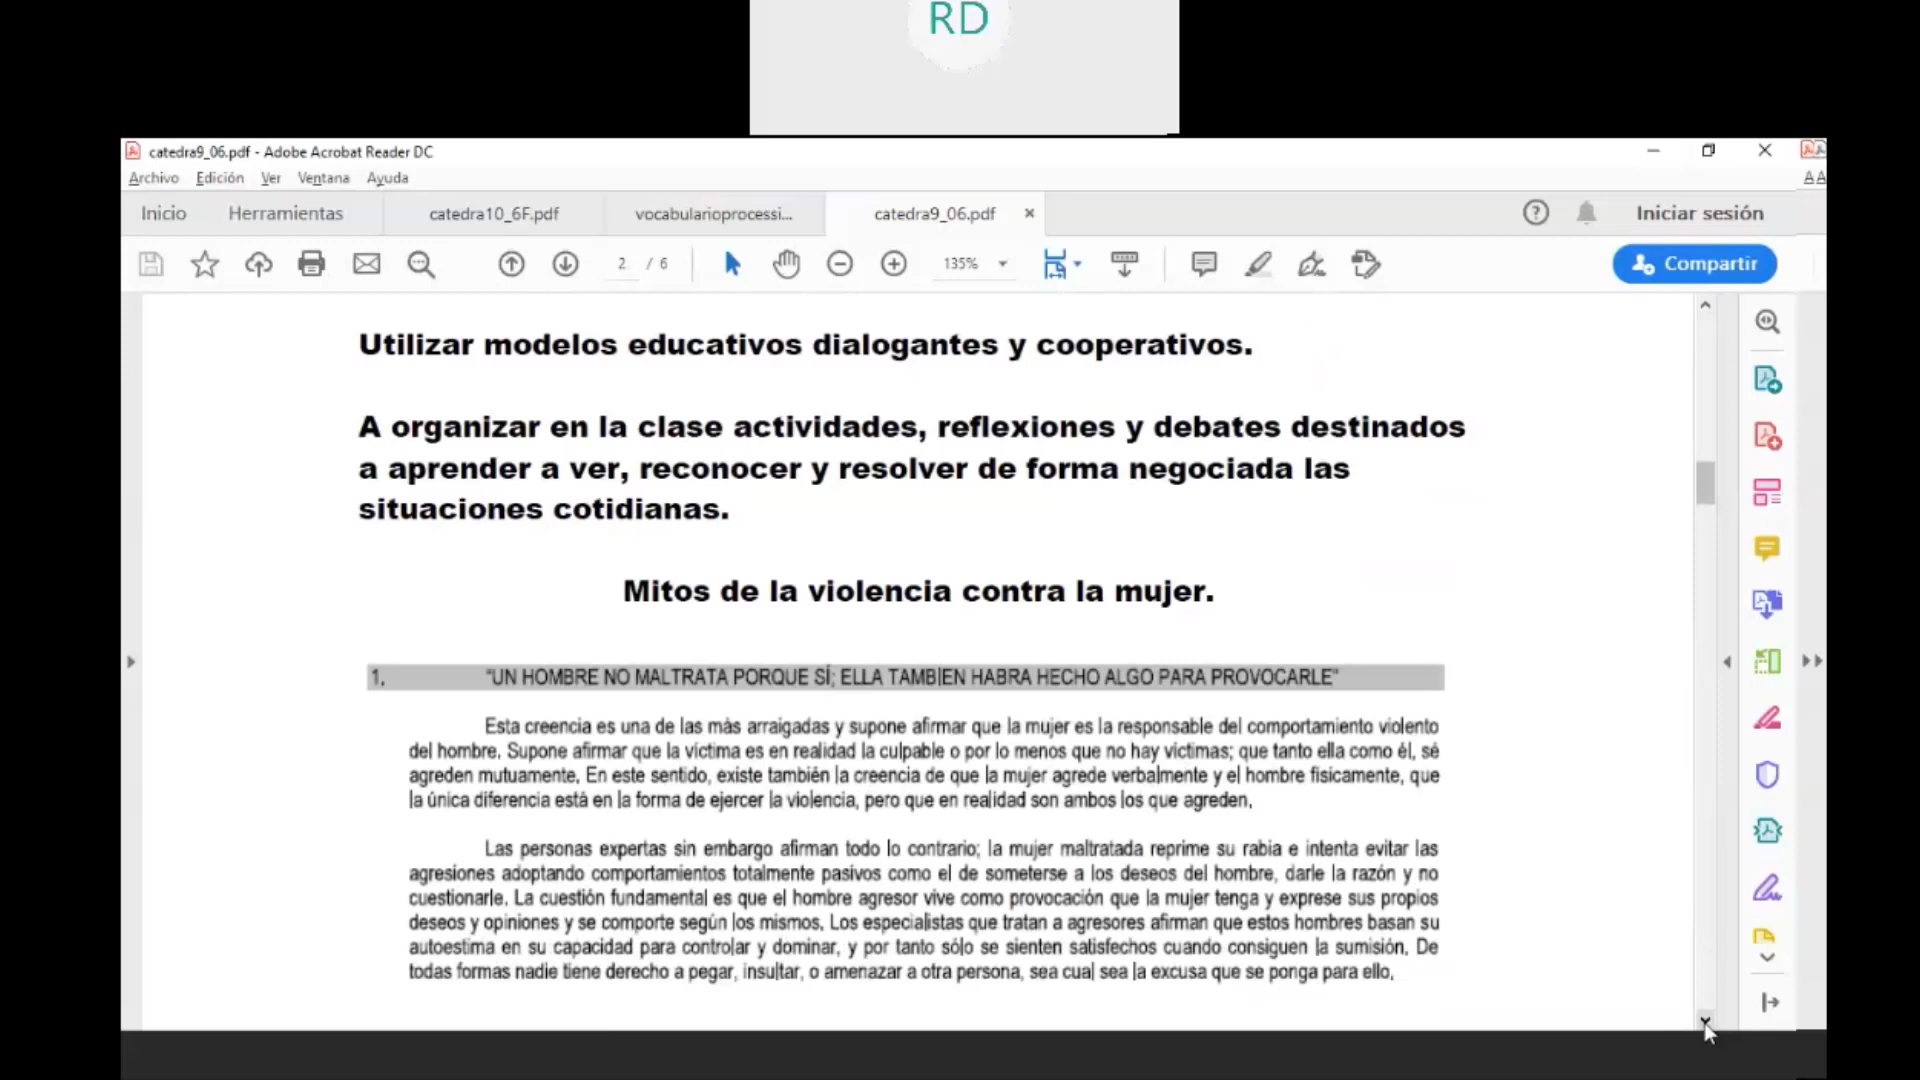 RD
catedra9_06.pdf - Adobe Acrobat Reader DC
Archivo Edición Ver Ventana Ayuda
Inicio Herramientas catedra10_6F.pdf vocabularioprocessi... catedra9_06.pdf × Iniciar sesión
2 / 6 135% Compartir
Utilizar modelos educativos dialogantes y cooperativos.
A organizar en la clase actividades, reflexiones y debates destinados
a aprender a ver, reconocer y resolver de forma negociada las
situaciones cotidianas.
Mitos de la violencia contra la mujer.
1. "UN HOMBRE NO MALTRATA PORQUE SÍ; ELLA TAMBIEN HABRA HECHO ALGO PARA PROVOCARLE"
Esta creencia es una de las más arraigadas y supone afirmar que la mujer es la responsable del comportamiento violento
del hombre. Supone afirmar que la víctima es en realidad la culpable o por lo menos que no hay víctimas; que tanto ella como él, sé
agreden mutuamente. En este sentido, existe también la creencia de que la mujer agrede verbalmente y el hombre físicamente, que
la única diferencia está en la forma de ejercer la violencia, pero que en realidad son ambos los que agreden.
Las personas expertas sin embargo afirman todo lo contrario; la mujer maltratada reprime su rabia e intenta evitar las
agresiones adoptando comportamientos totalmente pasivos como el de someterse a los deseos del hombre, darle la razón y no
cuestionarle. La cuestión fundamental es que el hombre agresor vive como provocación que la mujer tenga y exprese sus propios
deseos y opiniones y se comporte según los mismos. Los especialistas que tratan a agresores afirman que estos hombres basan su
autoestima en su capacidad para controlar y dominar, y por tanto sólo se sienten satisfechos cuando consiguen la sumisión. De
todas formas nadie tiene derecho a pegar, insultar, o amenazar a otra persona, sea cual sea la excusa que se ponga para ello.